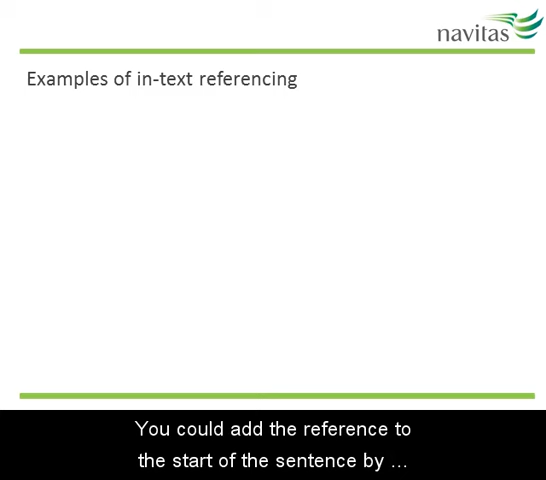 navitas
Examples of in-text referencing
You could add the reference to
the start of the sentence by ...